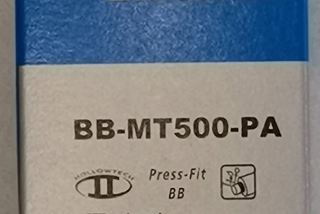 BB-MT500-PA
HOLLOWTECH
II
Press-Fit
BB